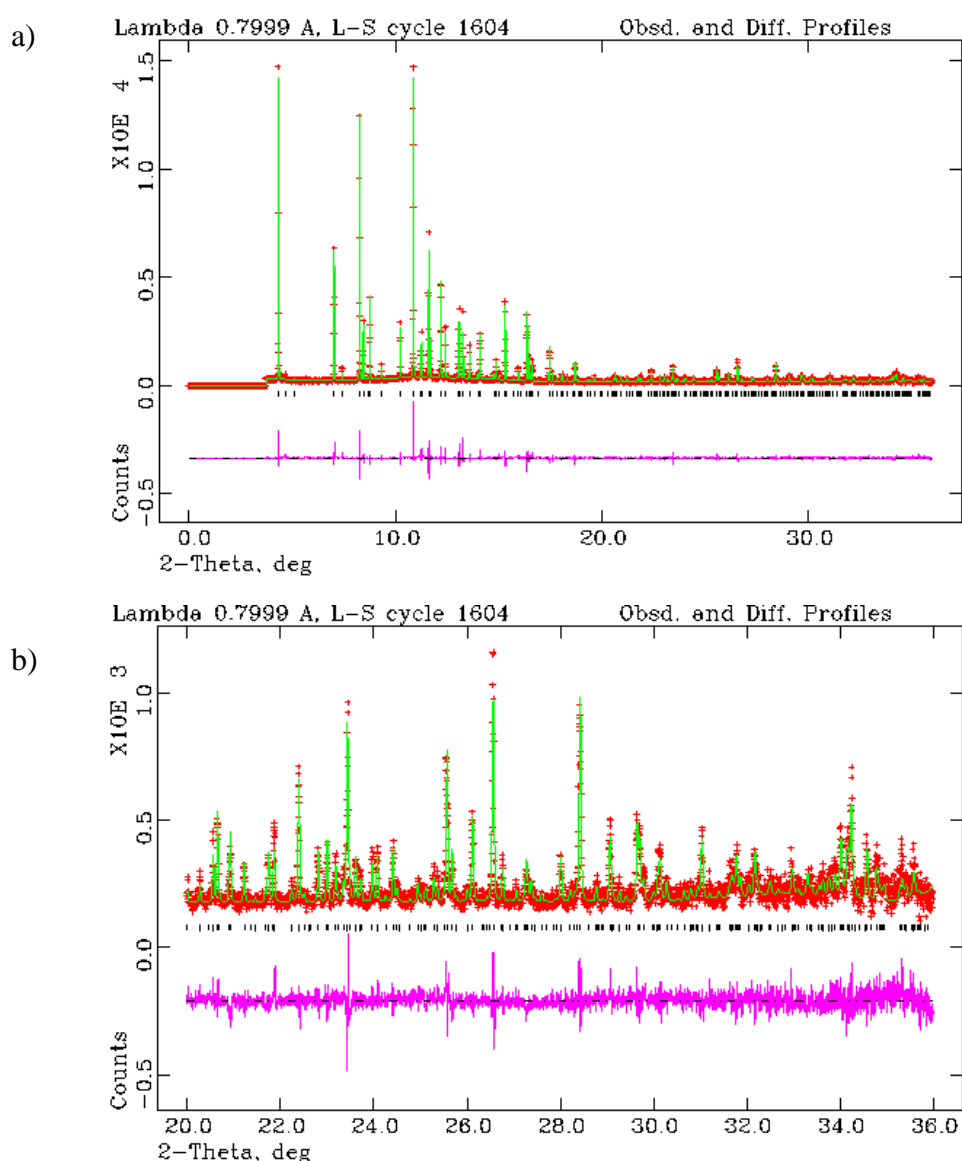 a)
Lambda 0.7999 A, L-S cycle 1604 Obsd. and Diff. Profiles
X10E 4
Counts
1.5
1.0
0.5
0.0
-0.5
0.0 10.0 20.0 30.0
2-Theta, deg
b)
Lambda 0.7999 A, L-S cycle 1604 Obsd. and Diff. Profiles
X10E 3
Counts
1.0
0.5
0.0
-0.5
20.0 22.0 24.0 26.0 28.0 30.0 32.0 34.0 36.0
2-Theta, deg